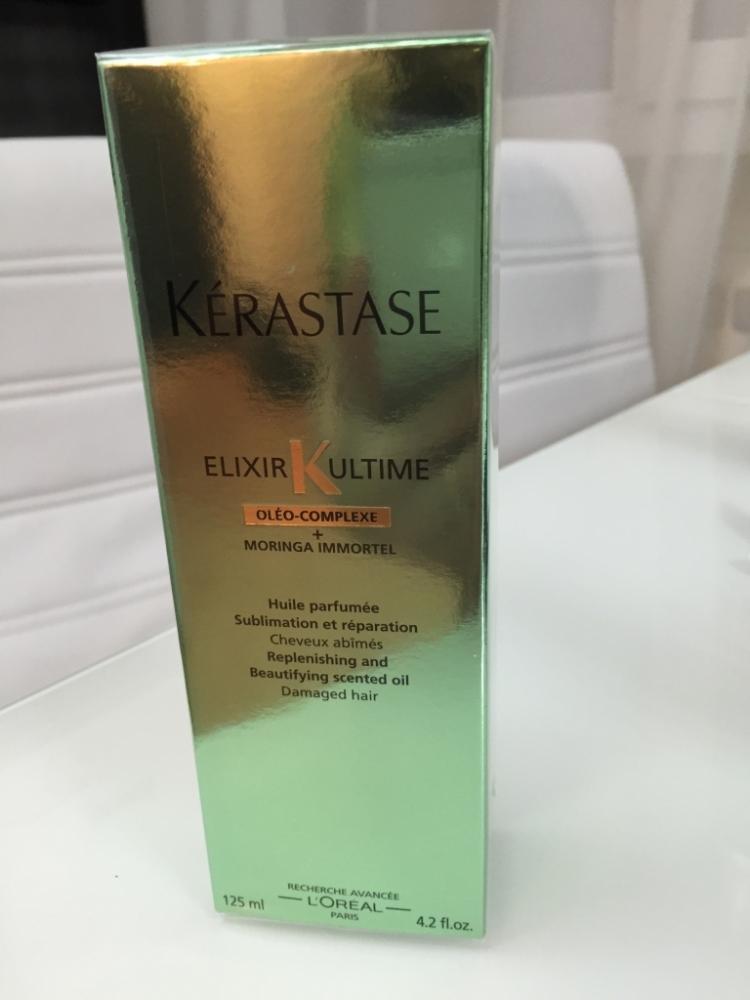 KÉRASTASE
ELIXIR K ULTIME
OLÉO-COMPLEXE
+
MORINGA IMMORTEL
Huile parfumée
Sublimation et réparation
Cheveux abîmés
Replenishing and
Beautifying scented oil
Damaged hair
RECHERCHE AVANCÉE
L'ORÉAL
PARIS
125 ml
4.2 fl.oz.